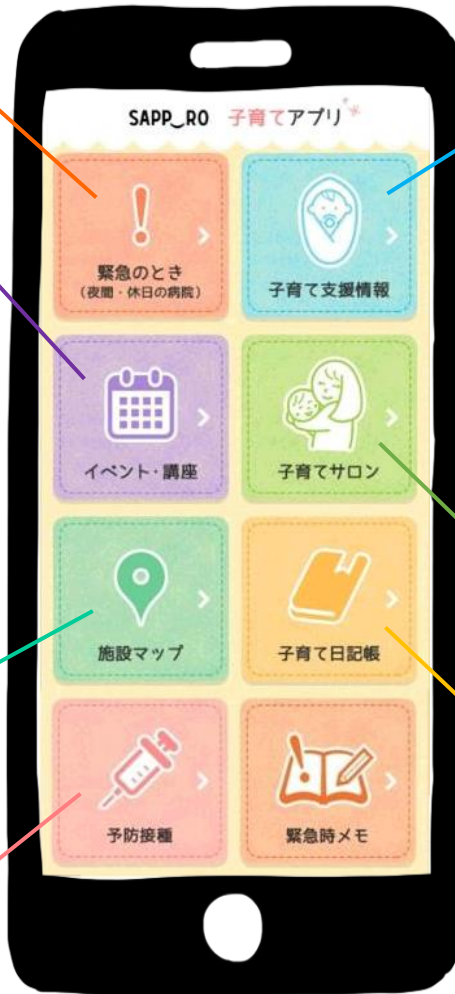 SAPP_RO 子育てアプリ
緊急のとき
（夜間・休日の病院）
子育て支援情報
イベント・講座
子育てサロン
施設マップ
子育て日記帳
予防接種
緊急時メモ